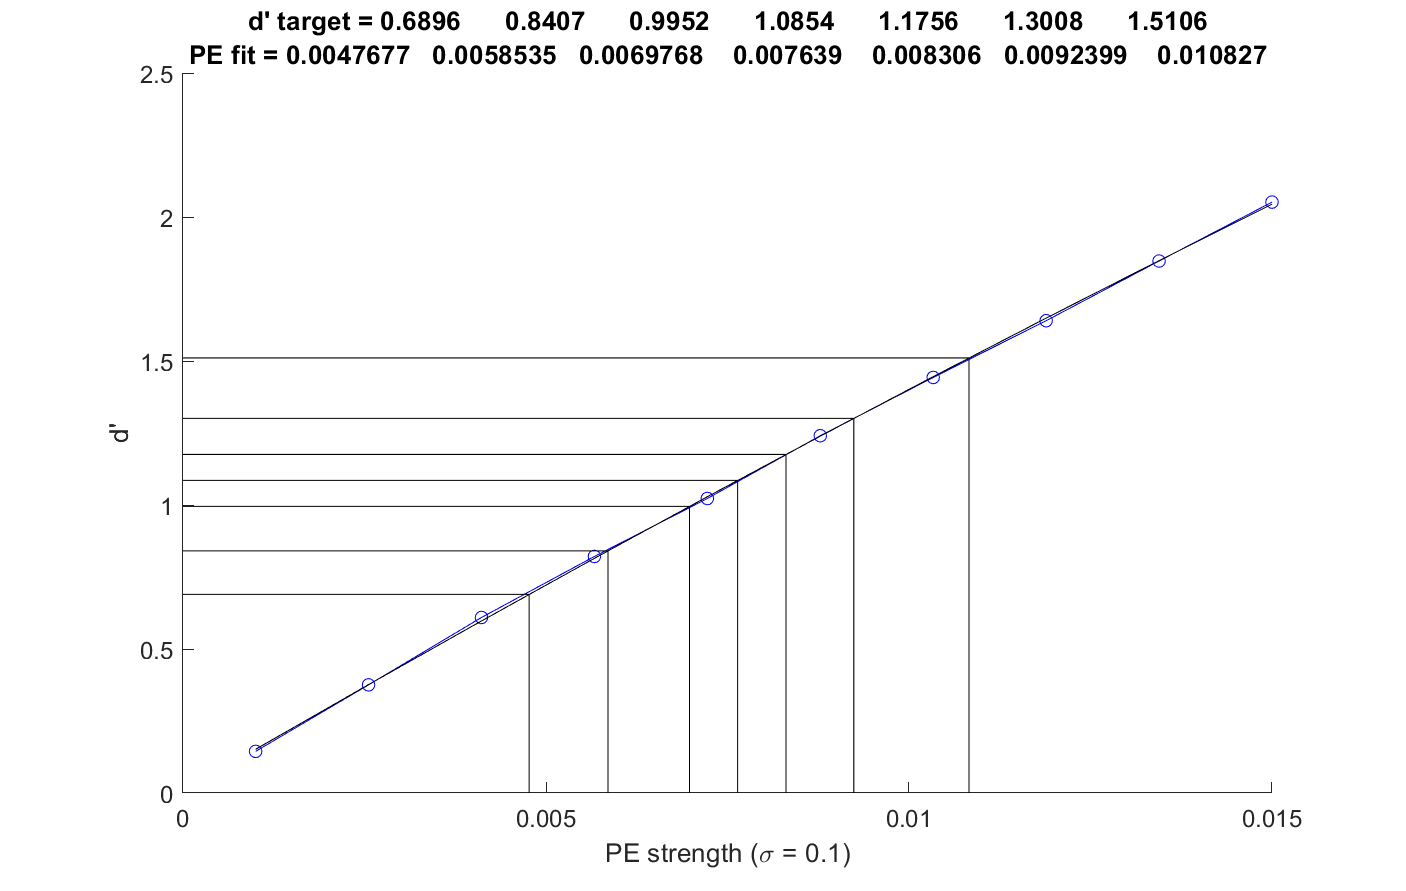 d' target = 0.6896 0.8407 0.9952 1.0854 1.1756 1.3008 1.5106
PE fit = 0.0047677 0.0058535 0.0069768 0.007639 0.008306 0.0092399 0.010827
2.5
2
1.5
1
0.5
0
d'
0 0.005 0.01 0.015
PE strength (σ = 0.1)